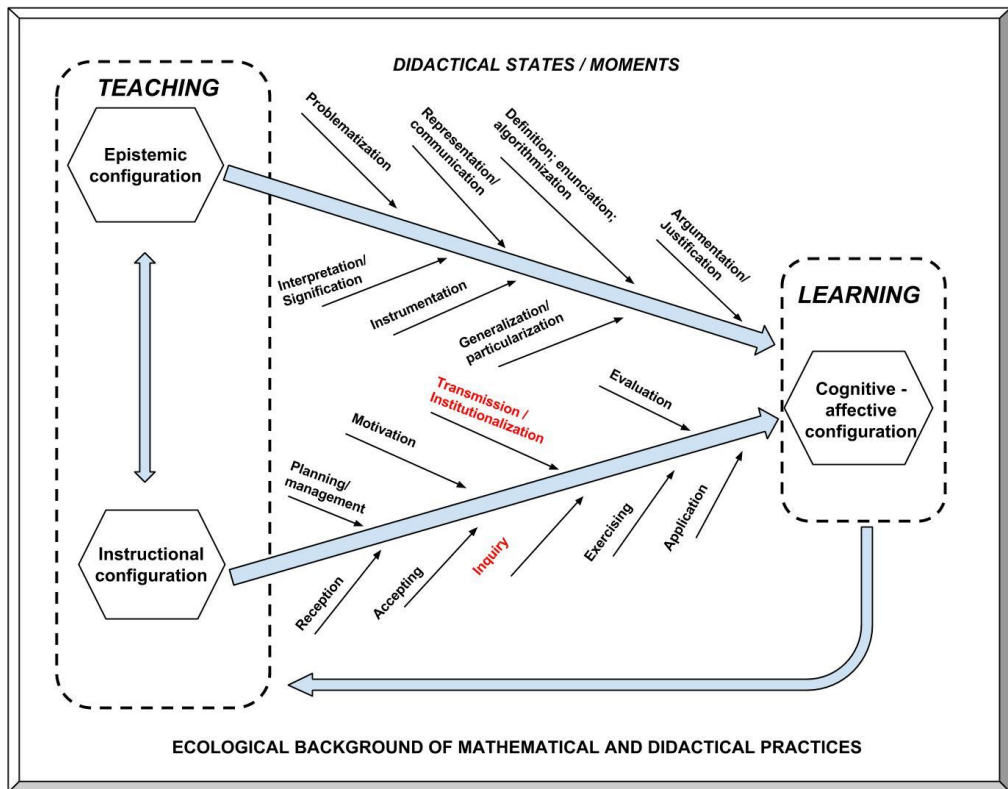 DIDACTICAL STATES / MOMENTS
TEACHING
Epistemic
configuration
Problematization
Representation/
communication
Definition; enunciation;
algorithmization
Argumentation/
Justification
Interpretation/
Signification
Instrumentation
Generalization/
particularization
LEARNING
Cognitive -
affective
configuration
Transmission /
Institutionalization
Evaluation
Motivation
Planning/
management
Instructional
configuration
Reception
Accepting
Inquiry
Exercising
Application
ECOLOGICAL BACKGROUND OF MATHEMATICAL AND DIDACTICAL PRACTICES